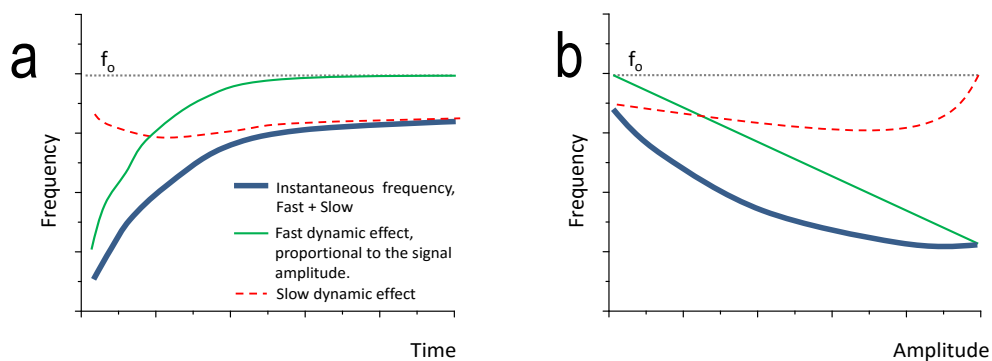 a
fo
Frequency
Instantaneous frequency,
Fast + Slow
Fast dynamic effect,
proportional to the signal
amplitude.
Slow dynamic effect
Time
b
fo
Frequency
Amplitude